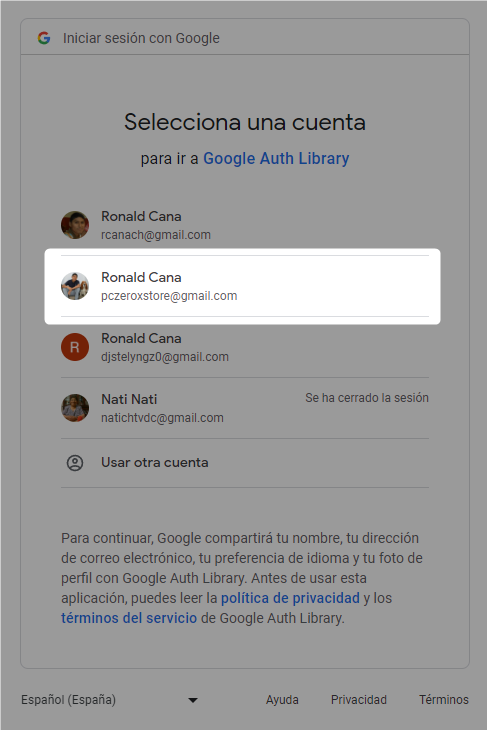 Iniciar sesión con Google
Selecciona una cuenta
para ir a Google Auth Library
Ronald Cana
rcanach@gmail.com
Ronald Cana
pczeroxstore@gmail.com
R
Ronald Cana
djstelyngz0@gmail.com
Nati Nati
Se ha cerrado la sesión
natichtvdc@gmail.com
Usar otra cuenta
Para continuar, Google compartirá tu nombre, tu dirección
de correo electrónico, tu preferencia de idioma y tu foto de
perfil con Google Auth Library. Antes de usar esta
aplicación, puedes leer la política de privacidad y los
términos del servicio de Google Auth Library.
Español (España)
Ayuda
Privacidad
Términos